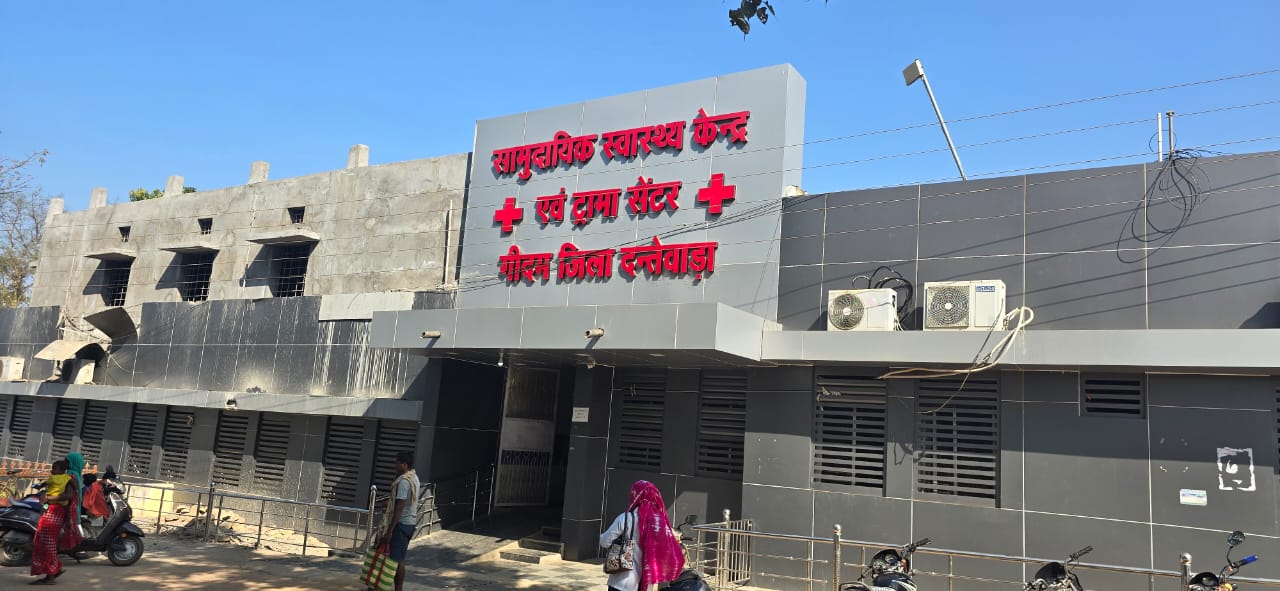 सामुदायिक स्वास्थ्य केन्द्र
एवं ट्रामा सेंटर
गीदम जिला दन्तेवाड़ा